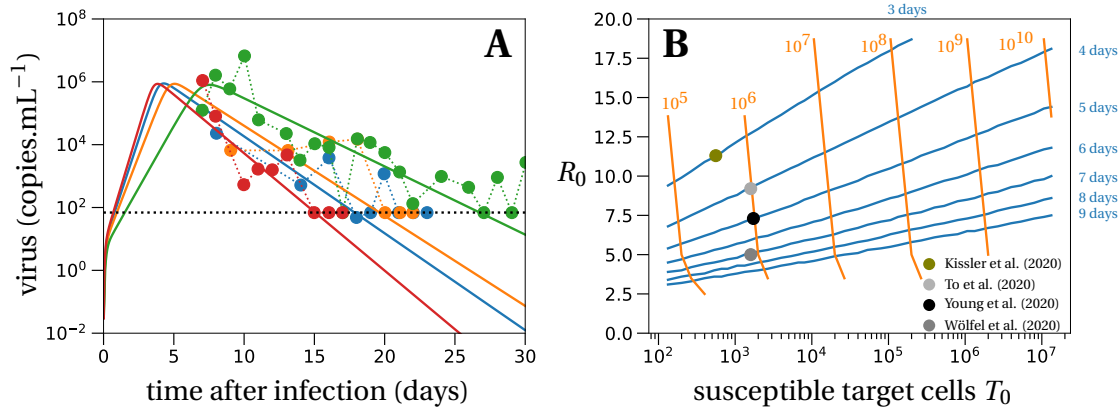 A
10^8
10^6
10^4
10^2
10^0
10^−2
virus (copies.mL^−1)
0
5
10
15
20
25
30
time after infection (days)
B
3 days
20.0
17.5
15.0
12.5
10.0
7.5
5.0
2.5
0.0
R_0
10^5
10^6
10^7
10^8
10^9
10^10
4 days
5 days
6 days
7 days
8 days
9 days
Kissler et al. (2020)
To et al. (2020)
Young et al. (2020)
Wölfel et al. (2020)
10^2
10^3
10^4
10^5
10^6
10^7
susceptible target cells T_0